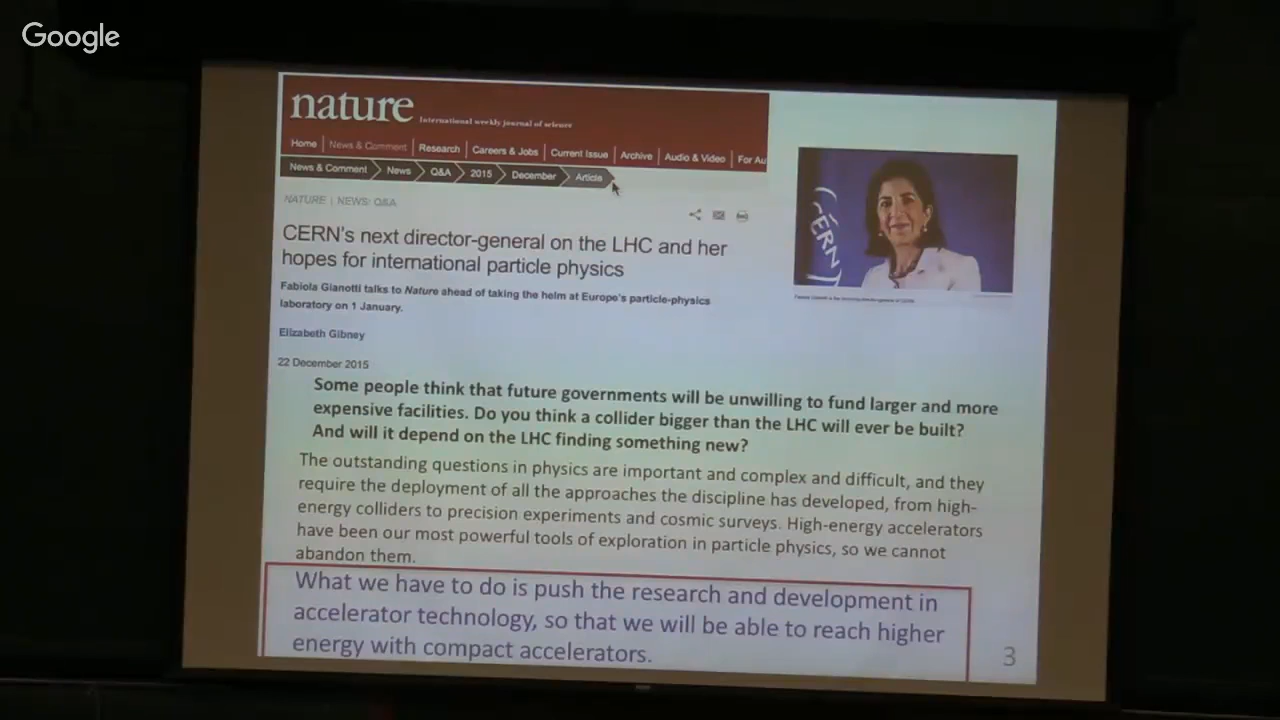 Google
nature
International weekly journal of science
Home | News & Comment | Research | Careers & Jobs | Current Issue | Archive | Audio & Video | For Au
News & Comment News Q&A 2015 December Article
NATURE | NEWS: Q&A
CERN's next director-general on the LHC and her
hopes for international particle physics
Fabiola Gianotti talks to Nature ahead of taking the helm at Europe's particle-physics
laboratory on 1 January.
Elizabeth Gibney
22 December 2015
CERN
Some people think that future governments will be unwilling to fund larger and more
expensive facilities. Do you think a collider bigger than the LHC will ever be built?
And will it depend on the LHC finding something new?
The outstanding questions in physics are important and complex and difficult, and they
require the deployment of all the approaches the discipline has developed, from high-
energy colliders to precision experiments and cosmic surveys. High-energy accelerators
have been our most powerful tools of exploration in particle physics, so we cannot
abandon them.
What we have to do is push the research and development in
accelerator technology, so that we will be able to reach higher
energy with compact accelerators.
3